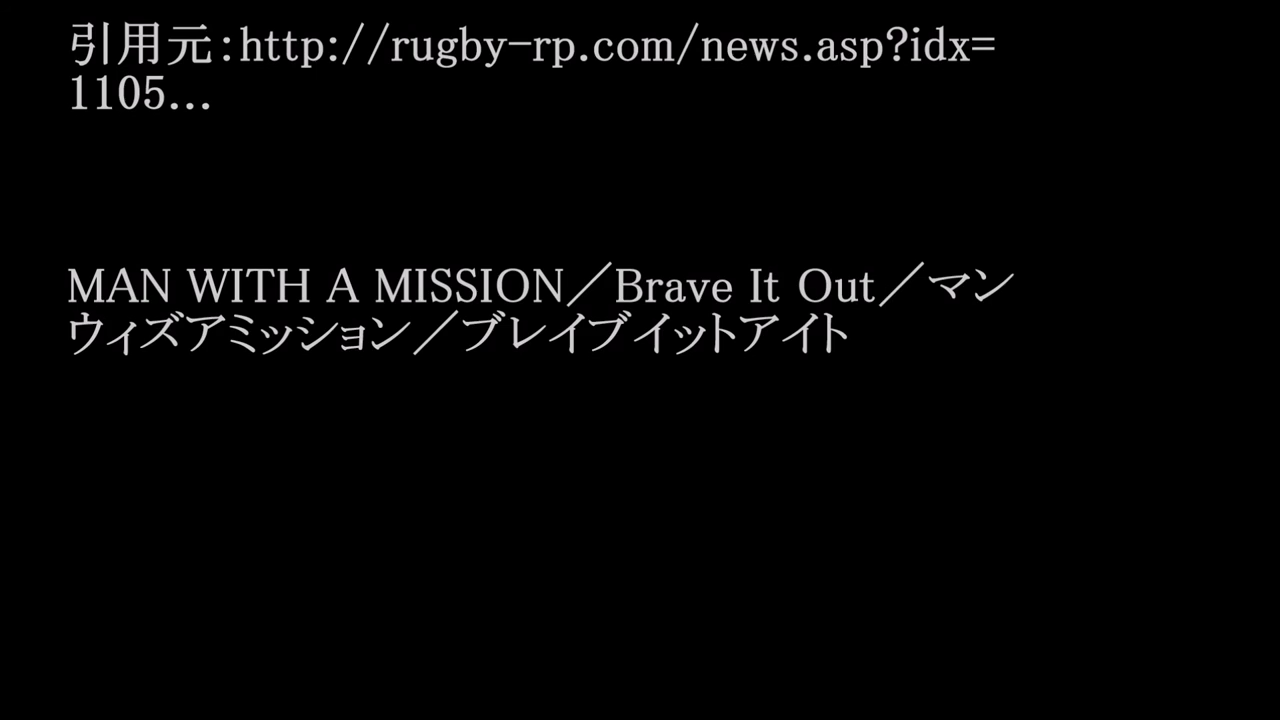 引用元：http://rugby-rp.com/news.asp?idx=
1105...
MAN WITH A MISSION／Brave It Out／マン
ウィズアミッション／ブレイブイットアイト